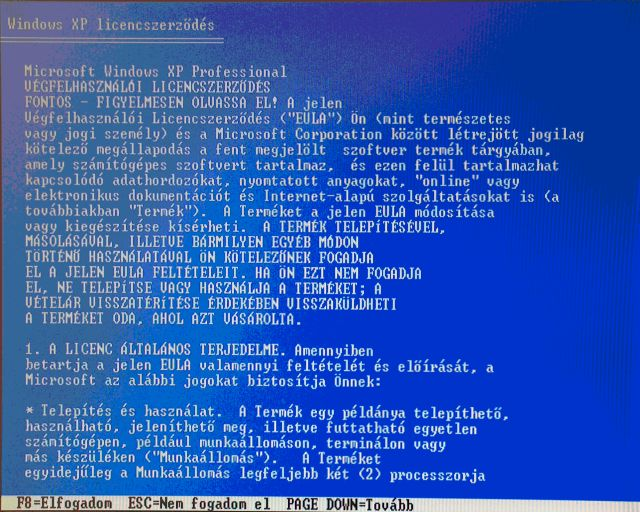 Windows XP licencszerződés
Microsoft Windows XP Professional
VÉGFELHASZNÁLÓI LICENCSZERZŐDÉS
FONTOS - FIGYELMESEN OLVASSA EL! A jelen
Végfelhasználói Licencszerződés ("EULA") Ön (mint természetes
vagy jogi személy) és a Microsoft Corporation között létrejött jogilag
kötelező megállapodás a fent megjelölt szoftver termék tárgyában,
amely számítógépes szoftvert tartalmaz, és ezen felül tartalmazhat
kapcsolódó adathordozókat, nyomtatott anyagokat, "online" vagy
elektronikus dokumentációt és Internet-alapú szolgáltatásokat is (a
továbbiakban "Termék"). A Terméket a jelen EULA módosítása
vagy kiegészítése kísérheti. A TERMÉK TELEPÍTÉSÉVEL,
MÁSOLÁSÁVAL, ILLETVE BÁRMILYEN EGYÉB MÓDON
TÖRTÉNŐ HASZNÁLATÁVAL ÖN KÖTELEZŐNEK FOGADJA
EL A JELEN EULA FELTÉTELEIT. HA ÖN EZT NEM FOGADJA
EL, NE TELEPÍTSE VAGY HASZNÁLJA A TERMÉKET; A
VÉTELÁR VISSZATÉRÍTÉSE ÉRDEKÉBEN VISSZAKÜLDHETI
A TERMÉKET ODA, AHOL AZT VÁSÁROLTA.
1. A LICENC ÁLTALÁNOS TERJEDELME. Amennyiben
betartja a jelen EULA valamennyi feltételét és előírását, a
Microsoft az alábbi jogokat biztosítja Önnek:
* Telepítés és használat. A Termék egy példánya telepíthető,
használható, jeleníthető meg, illetve futtatható egyetlen
számítógépen, például munkaállomáson, terminálon vagy
más készüléken ("Munkaállomás"). A Terméket
egyidejűleg a Munkaállomás legfeljebb két (2) processzorja
F8=Elfogadom ESC=Nem fogadom el PAGE DOWN=Tovább